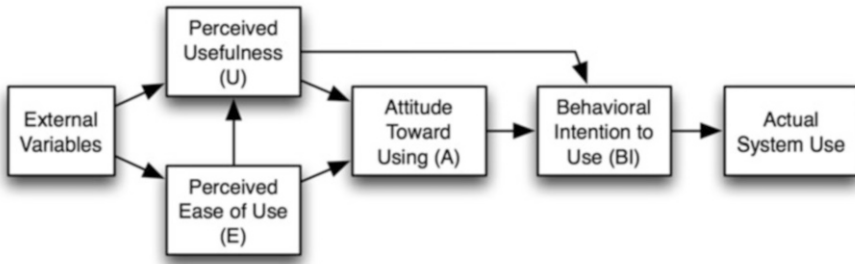 External
Variables
Perceived
Usefulness
(U)
Perceived
Ease of Use
(E)
Attitude
Toward
Using (A)
Behavioral
Intention to
Use (BI)
Actual
System Use